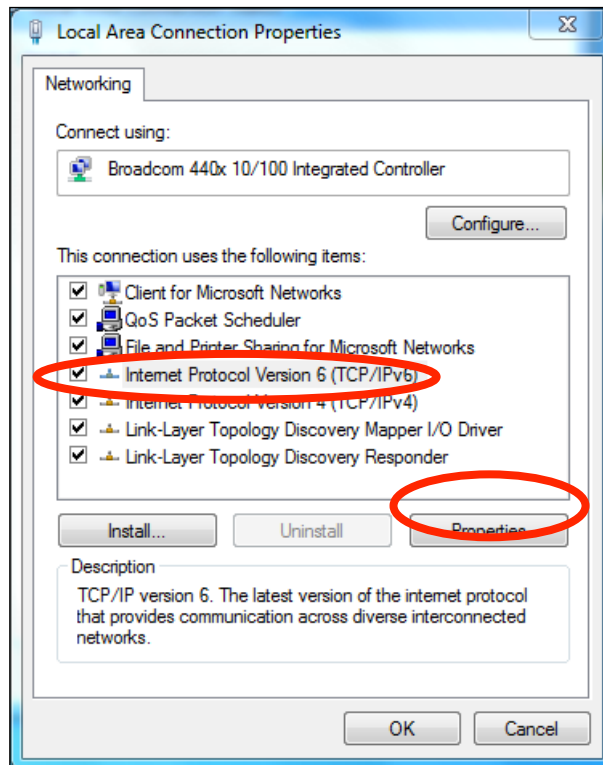 Local Area Connection Properties
Networking
Connect using:
Broadcom 440x 10/100 Integrated Controller
Configure...
This connection uses the following items:
Client for Microsoft Networks
QoS Packet Scheduler
File and Printer Sharing for Microsoft Networks
Internet Protocol Version 6 (TCP/IPv6)
Internet Protocol Version 4 (TCP/IPv4)
Link-Layer Topology Discovery Mapper I/O Driver
Link-Layer Topology Discovery Responder
Install...
Uninstall
Properties
Description
TCP/IP version 6. The latest version of the internet protocol
that provides communication across diverse interconnected
networks.
OK
Cancel